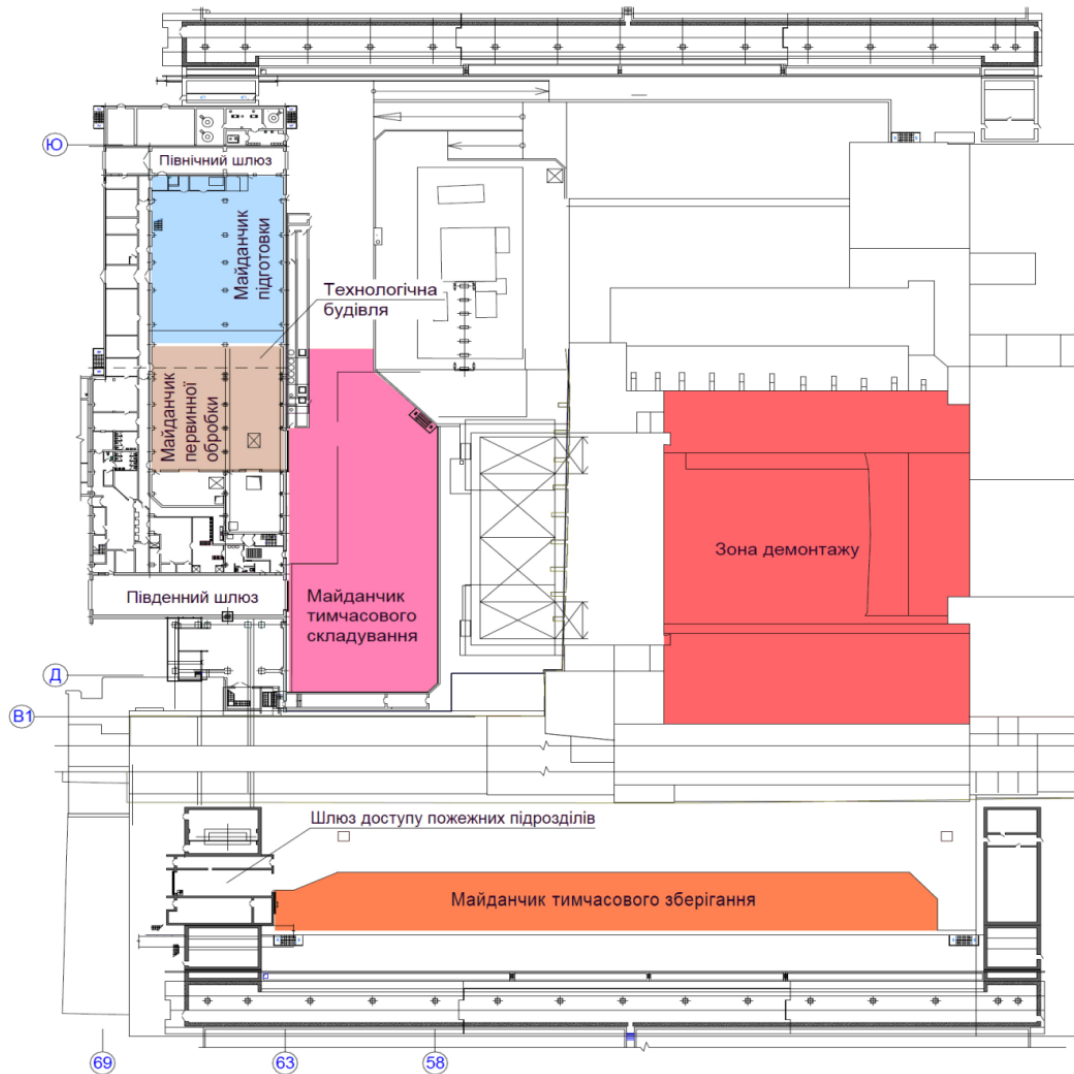 Ю
Північний шлюз
Майданчик
підготовки
Технологічна
будівля
Майданчик
первинної
обробки
Зона демонтажу
Південний шлюз
Майданчик
тимчасового
складування
Д
В1
Шлюз доступу пожежних підрозділів
Майданчик тимчасового зберігання
69
63
58